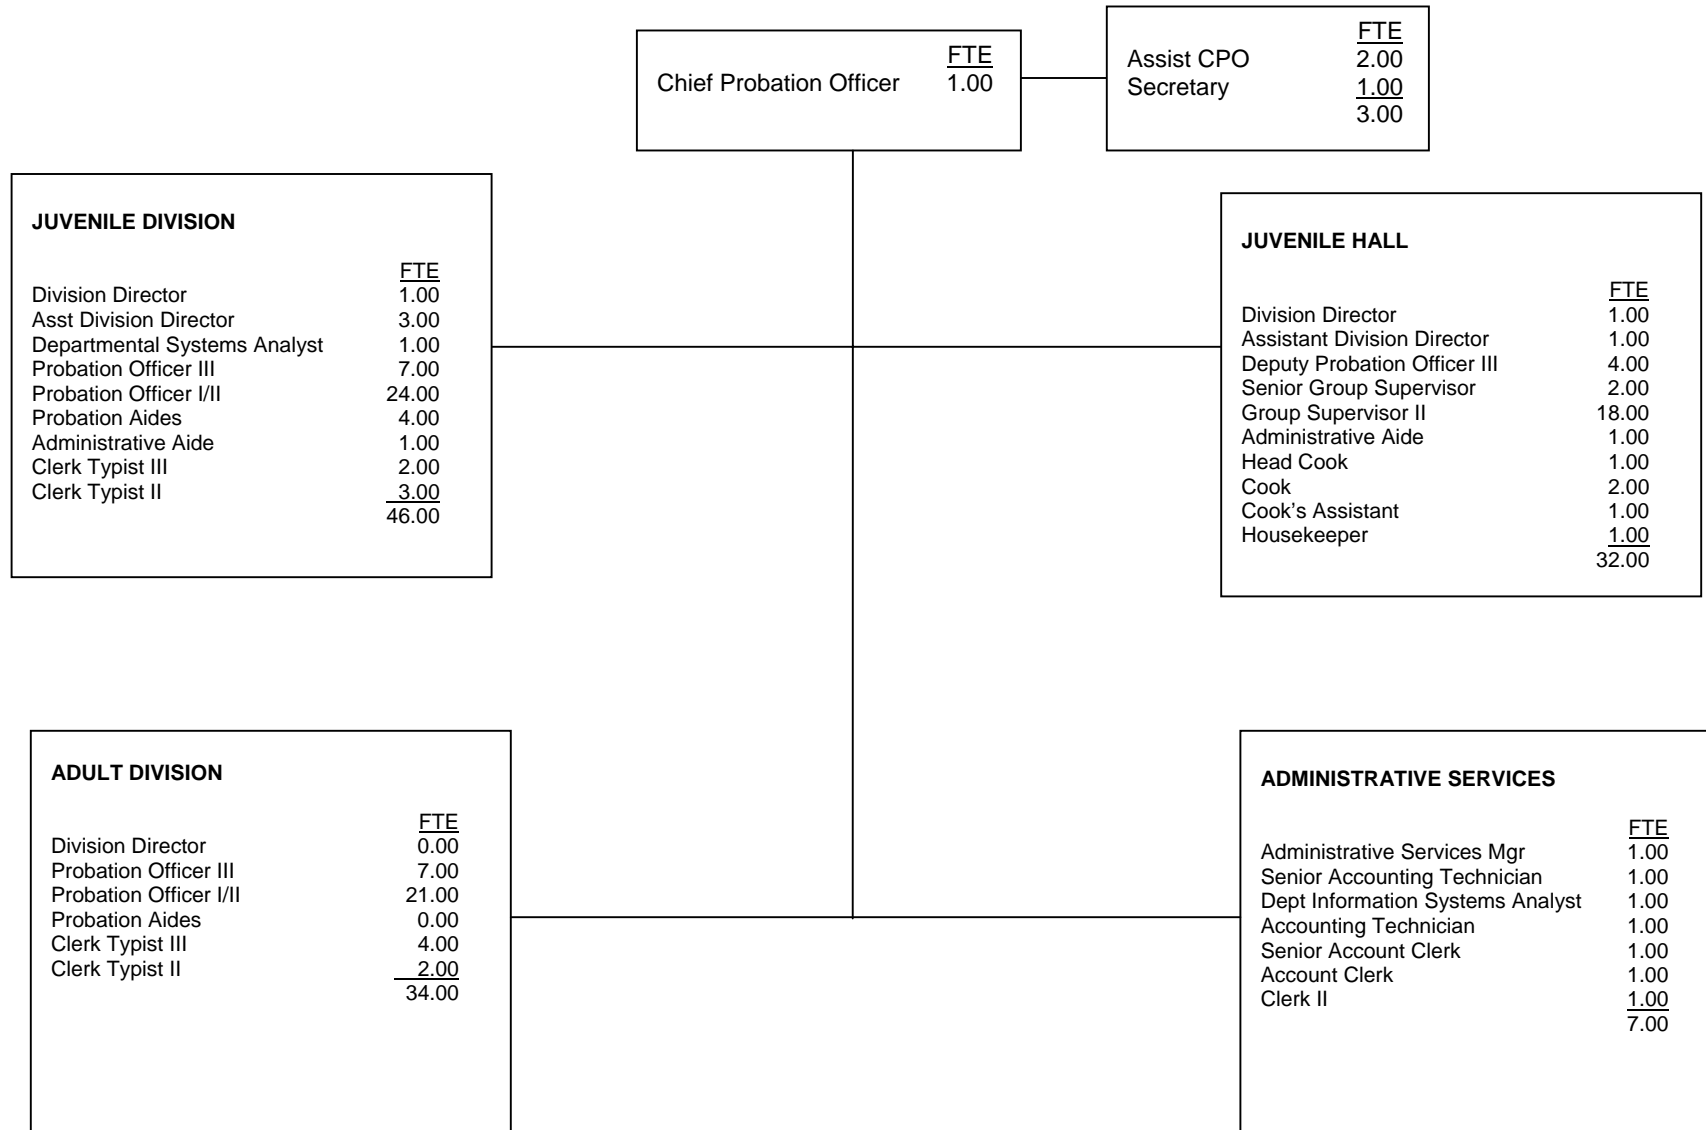 FTE
Chief Probation Officer 1.00
FTE
Assist CPO 2.00
Secretary 1.00
3.00
JUVENILE DIVISION
FTE
Division Director 1.00
Asst Division Director 3.00
Departmental Systems Analyst 1.00
Probation Officer III 7.00
Probation Officer I/II 24.00
Probation Aides 4.00
Administrative Aide 1.00
Clerk Typist III 2.00
Clerk Typist II 3.00
46.00
JUVENILE HALL
FTE
Division Director 1.00
Assistant Division Director 1.00
Deputy Probation Officer III 4.00
Senior Group Supervisor 2.00
Group Supervisor II 18.00
Administrative Aide 1.00
Head Cook 1.00
Cook 2.00
Cook’s Assistant 1.00
Housekeeper 1.00
32.00
ADULT DIVISION
FTE
Division Director 0.00
Probation Officer III 7.00
Probation Officer I/II 21.00
Probation Aides 0.00
Clerk Typist III 4.00
Clerk Typist II 2.00
34.00
ADMINISTRATIVE SERVICES
FTE
Administrative Services Mgr 1.00
Senior Accounting Technician 1.00
Dept Information Systems Analyst 1.00
Accounting Technician 1.00
Senior Account Clerk 1.00
Account Clerk 1.00
Clerk II 1.00
7.00